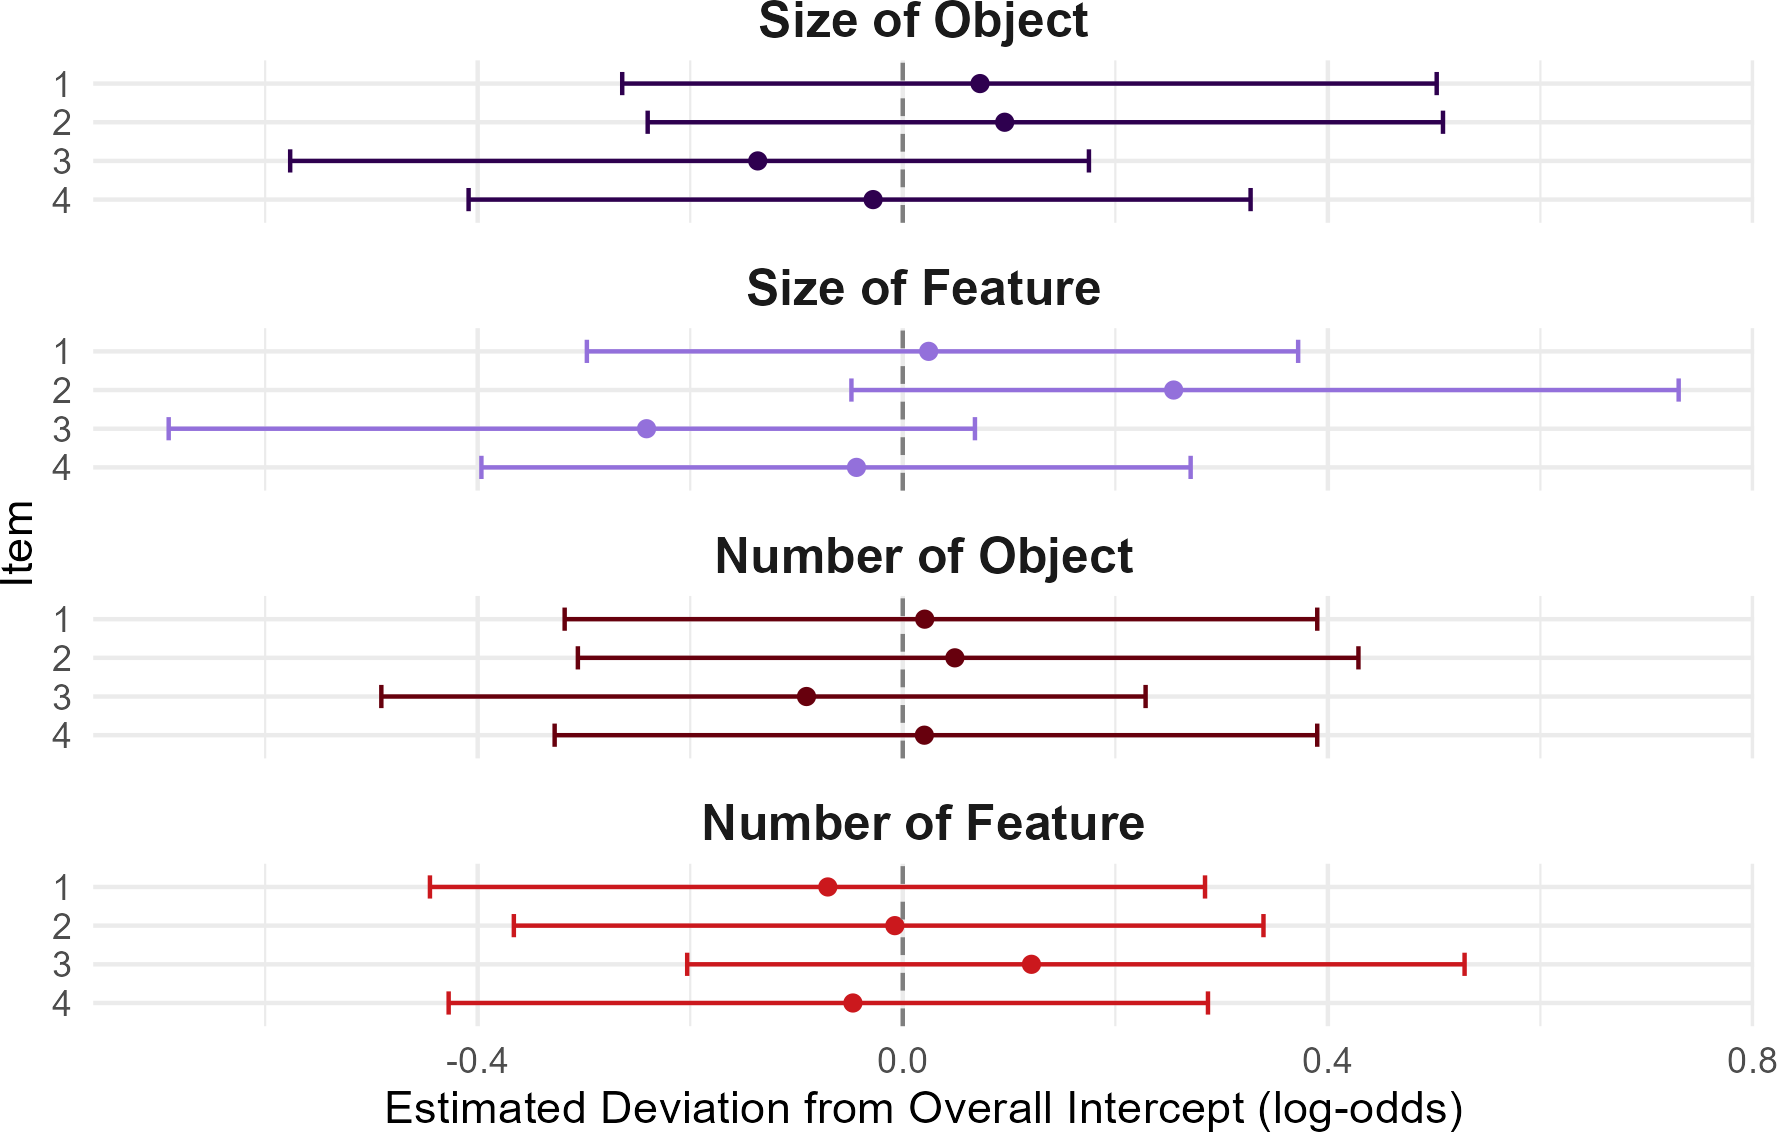 Size of Object
1
2
3
4
Size of Feature
1
2
3
4
Item
Number of Object
1
2
3
4
Number of Feature
1
2
3
4
-0.4 0.0 0.4 0.8
Estimated Deviation from Overall Intercept (log-odds)